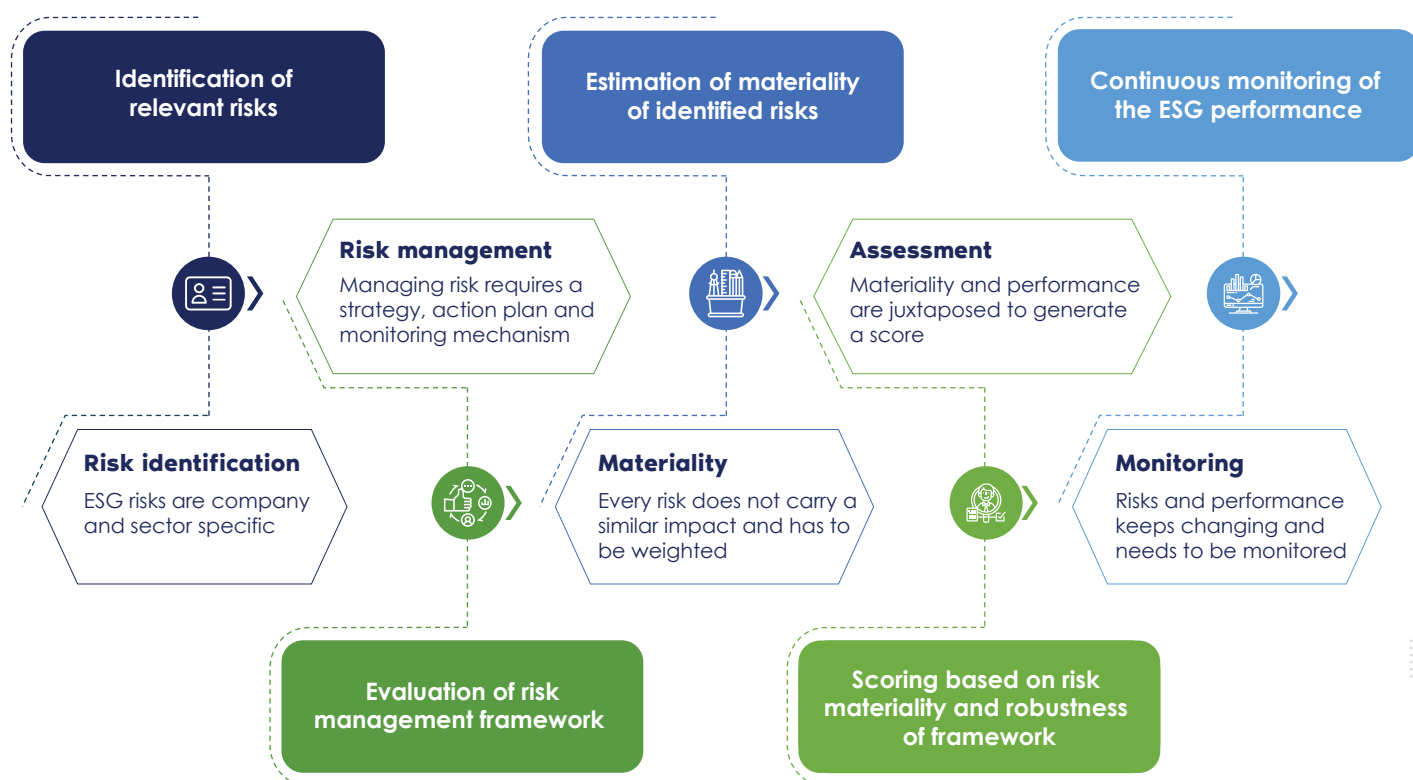 Identification of
relevant risks
Estimation of materiality
of identified risks
Continuous monitoring of
the ESG performance
Risk management
Managing risk requires a
strategy, action plan and
monitoring mechanism
Assessment
Materiality and performance
are juxtaposed to generate
a score
Risk identification
ESG risks are company
and sector specific
Materiality
Every risk does not carry a
similar impact and has to
be weighted
Monitoring
Risks and performance
keeps changing and
needs to be monitored
Evaluation of risk
management framework
Scoring based on risk
materiality and robustness
of framework